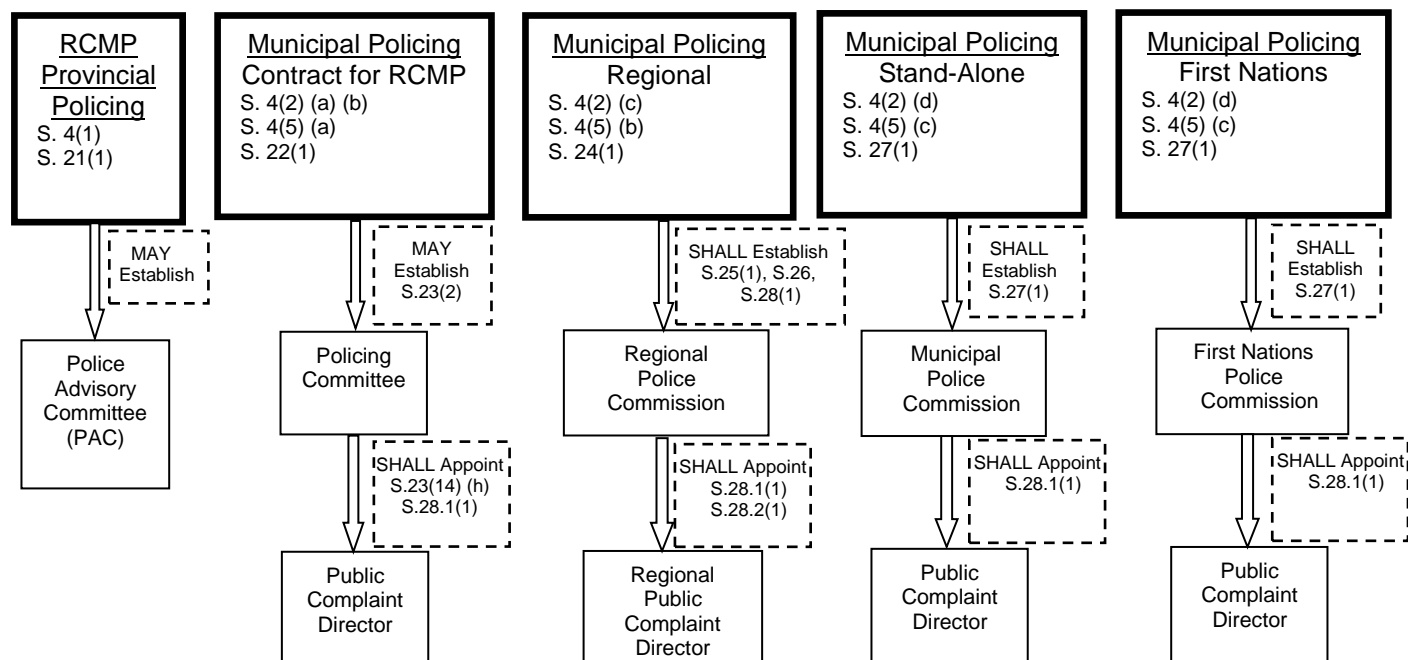 RCMP
Provincial
Policing
S. 4(1)
S. 21(1)
MAY
Establish
Police
Advisory
Committee
(PAC)
Municipal Policing
Contract for RCMP
S. 4(2) (a) (b)
S. 4(5) (a)
S. 22(1)
MAY
Establish
S.23(2)
Policing
Committee
SHALL Appoint
S.23(14) (h)
S.28.1(1)
Public
Complaint
Director
Municipal Policing
Regional
S. 4(2) (c)
S. 4(5) (b)
S. 24(1)
SHALL Establish
S.25(1), S.26,
S.28(1)
Regional
Police
Commission
SHALL Appoint
S.28.1(1)
S.28.2(1)
Regional
Public
Complaint
Director
Municipal Policing
Stand-Alone
S. 4(2) (d)
S. 4(5) (c)
S. 27(1)
SHALL
Establish
S.27(1)
Municipal
Police
Commission
SHALL Appoint
S.28.1(1)
Public
Complaint
Director
Municipal Policing
First Nations
S. 4(2) (d)
S. 4(5) (c)
S. 27(1)
SHALL
Establish
S.27(1)
First Nations
Police
Commission
SHALL Appoint
S.28.1(1)
Public
Complaint
Director